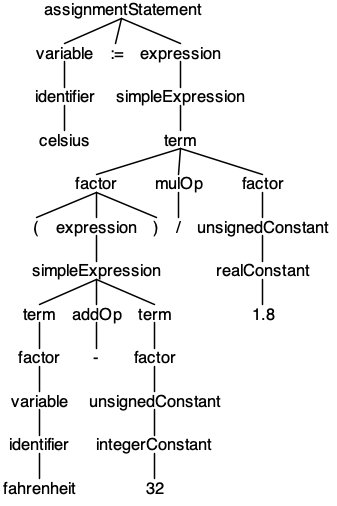 assignmentStatement
variable := expression
identifier simpleExpression
celsius term
factor mulOp factor
( expression ) / unsignedConstant
simpleExpression realConstant
term addOp term 1.8
factor - factor
variable unsignedConstant
identifier integerConstant
fahrenheit 32